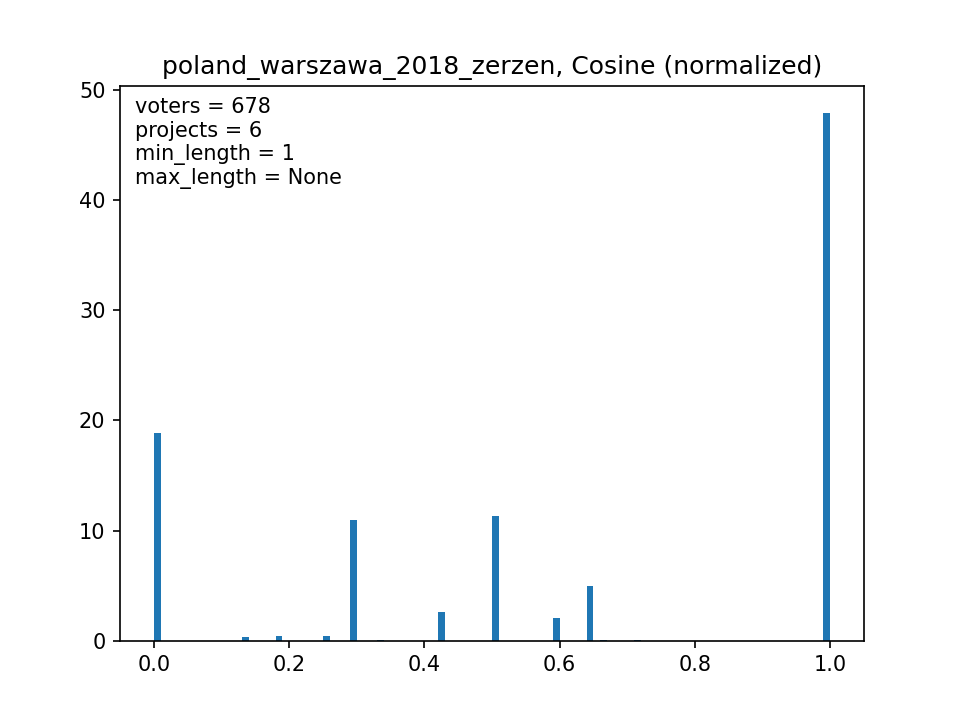 poland_warszawa_2018_zerzen, Cosine (normalized)
voters = 678
projects = 6
min_length = 1
max_length = None
50
40
30
20
10
0
0.0 0.2 0.4 0.6 0.8 1.0